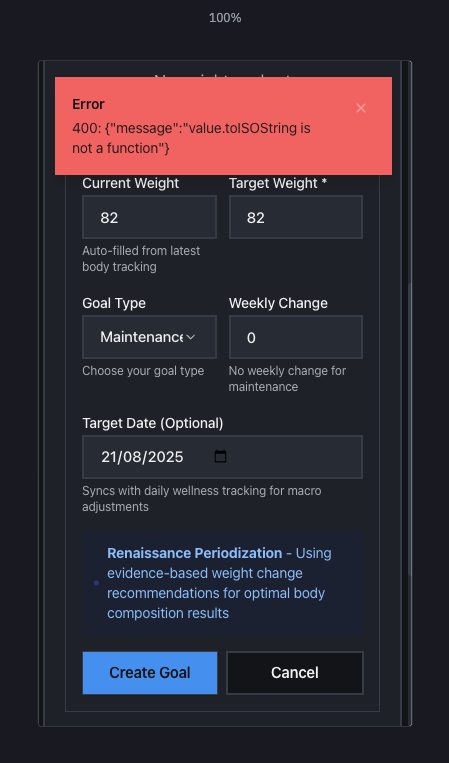 100%
Error
400: {"message":"value.toISOString is
not a function"}
Current Weight
Target Weight *
82
82
Auto-filled from latest
body tracking
Goal Type
Weekly Change
Maintenance
0
Choose your goal type
No weekly change for
maintenance
Target Date (Optional)
21/08/2025
Syncs with daily wellness tracking for macro
adjustments
Renaissance Periodization - Using
evidence-based weight change
recommendations for optimal body
composition results
Create Goal
Cancel